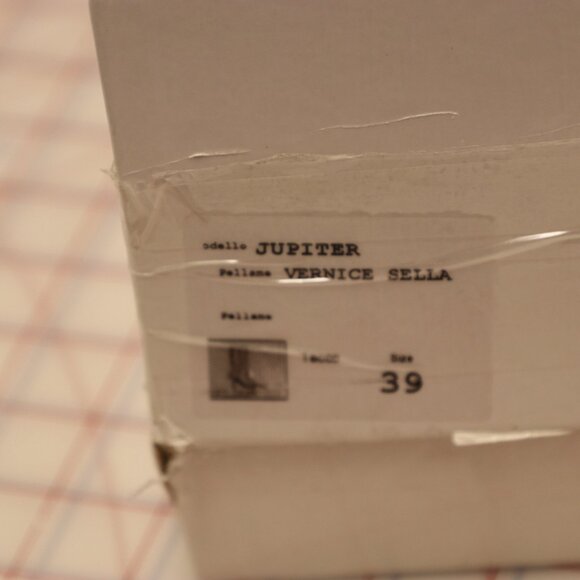 odello JUPITER
Pellame VERNICE SELLA
Pellame
Size
39